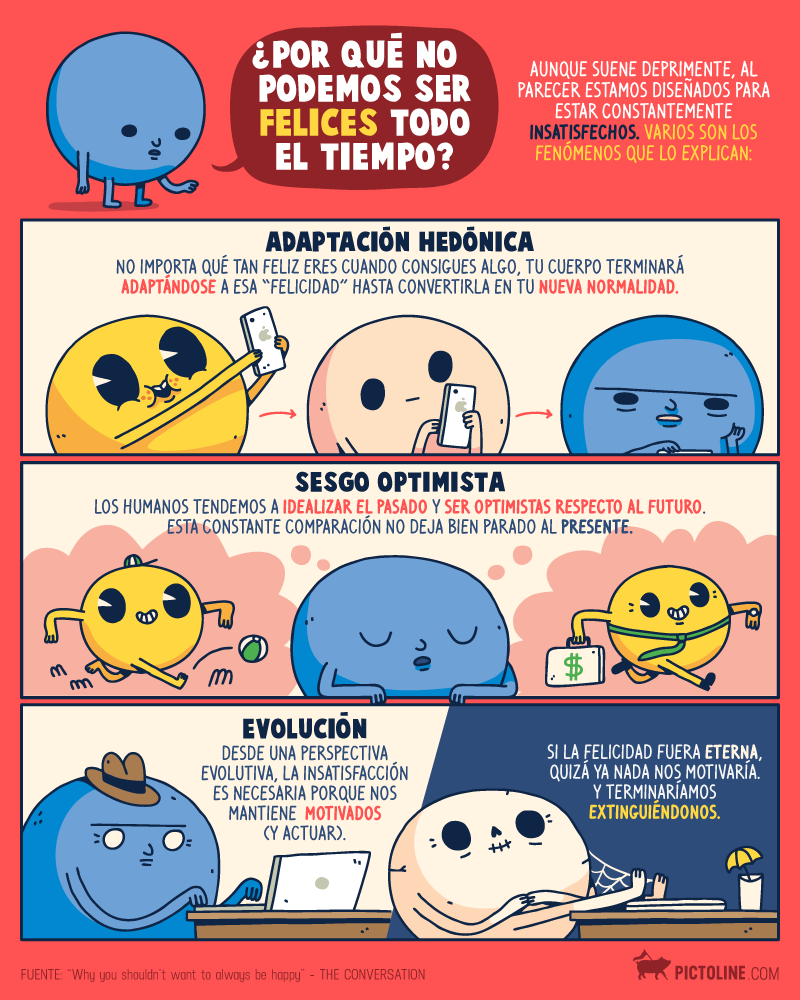 ¿POR QUÉ NO
PODEMOS SER
FELICES TODO
EL TIEMPO?
AUNQUE SUENE DEPRIMENTE, AL
PARECER ESTAMOS DISEÑADOS PARA
ESTAR CONSTANTEMENTE
INSATISFECHOS. VARIOS SON LOS
FENÓMENOS QUE LO EXPLICAN:
ADAPTACIÓN HEDÓNICA
NO IMPORTA QUÉ TAN FELIZ ERES CUANDO CONSIGUES ALGO, TU CUERPO TERMINARÁ
ADAPTÁNDOSE A ESA "FELICIDAD" HASTA CONVERTIRLA EN TU NUEVA NORMALIDAD.
SESGO OPTIMISTA
LOS HUMANOS TENDEMOS A IDEALIZAR EL PASADO Y SER OPTIMISTAS RESPECTO AL FUTURO.
ESTA CONSTANTE COMPARACIÓN NO DEJA BIEN PARADO AL PRESENTE.
$
EVOLUCIÓN
DESDE UNA PERSPECTIVA
EVOLUTIVA, LA INSATISFACCIÓN
ES NECESARIA PORQUE NOS
MANTIENE MOTIVADOS
(Y ACTUAR).
SI LA FELICIDAD FUERA ETERNA,
QUIZÁ YA NADA NOS MOTIVARÍA.
Y TERMINARÍAMOS
EXTINGUIÉNDONOS.
FUENTE: "Why you shouldn't want to always be happy" - THE CONVERSATION
PICTOLINE.COM